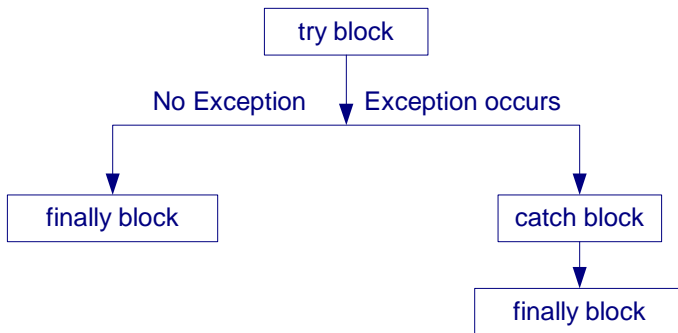 try block
No Exception
Exception occurs
finally block
catch block
finally block